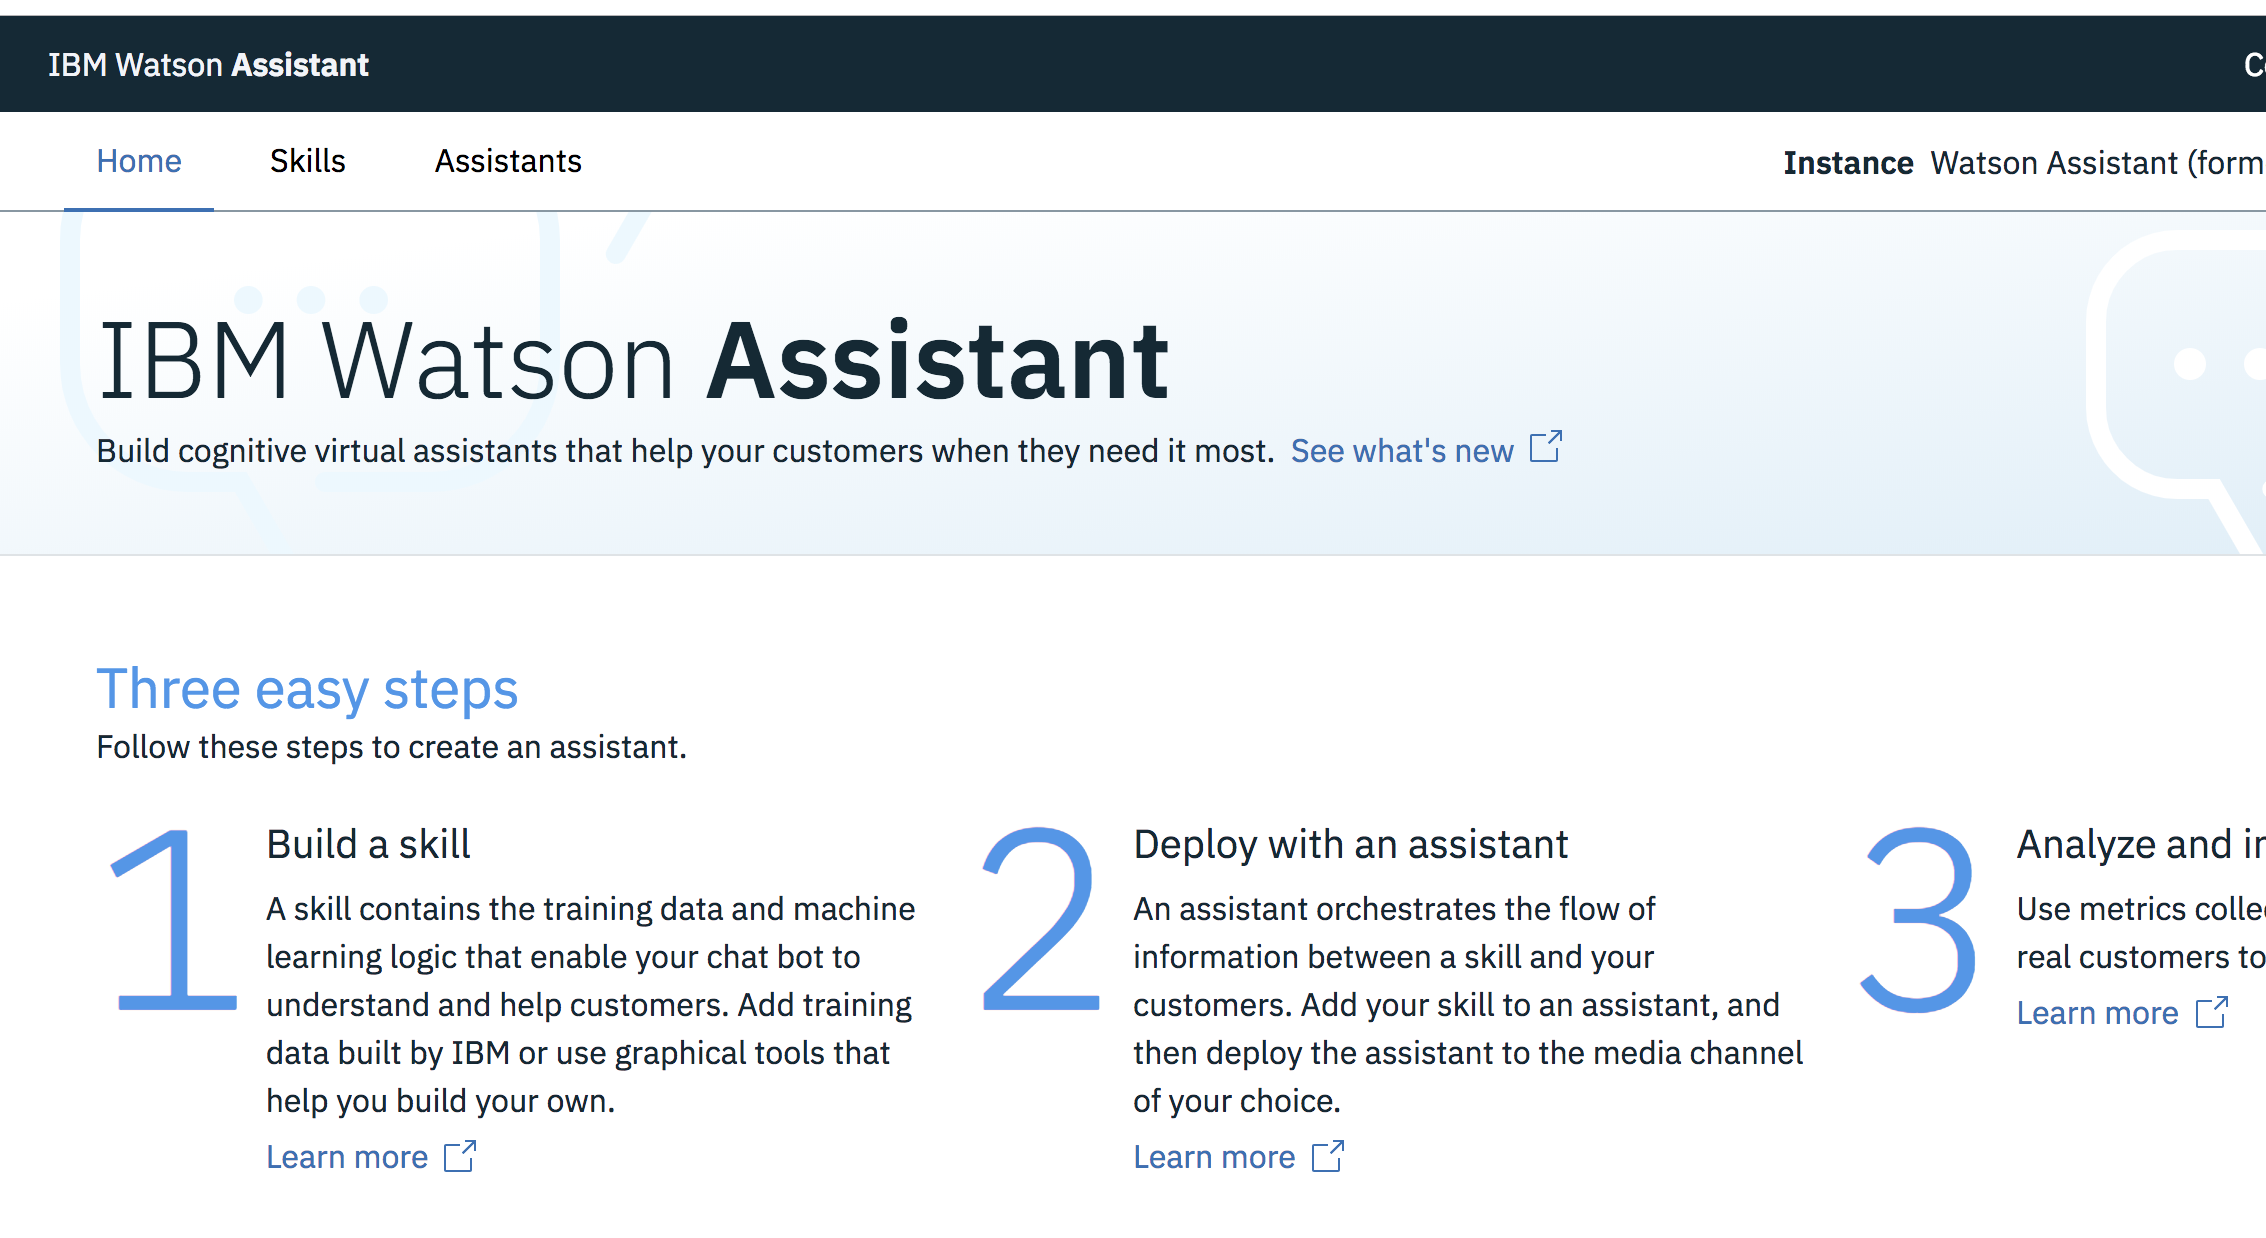 IBM Watson Assistant
Home Skills Assistants
Instance Watson Assistant (form
IBM Watson Assistant
Build cognitive virtual assistants that help your customers when they need it most. See what's new
Three easy steps
Follow these steps to create an assistant.
1
Build a skill
A skill contains the training data and machine
learning logic that enable your chat bot to
understand and help customers. Add training
data built by IBM or use graphical tools that
help you build your own.
Learn more
2
Deploy with an assistant
An assistant orchestrates the flow of
information between a skill and your
customers. Add your skill to an assistant, and
then deploy the assistant to the media channel
of your choice.
Learn more
3
Analyze and
Use metrics
real customers to
Learn more